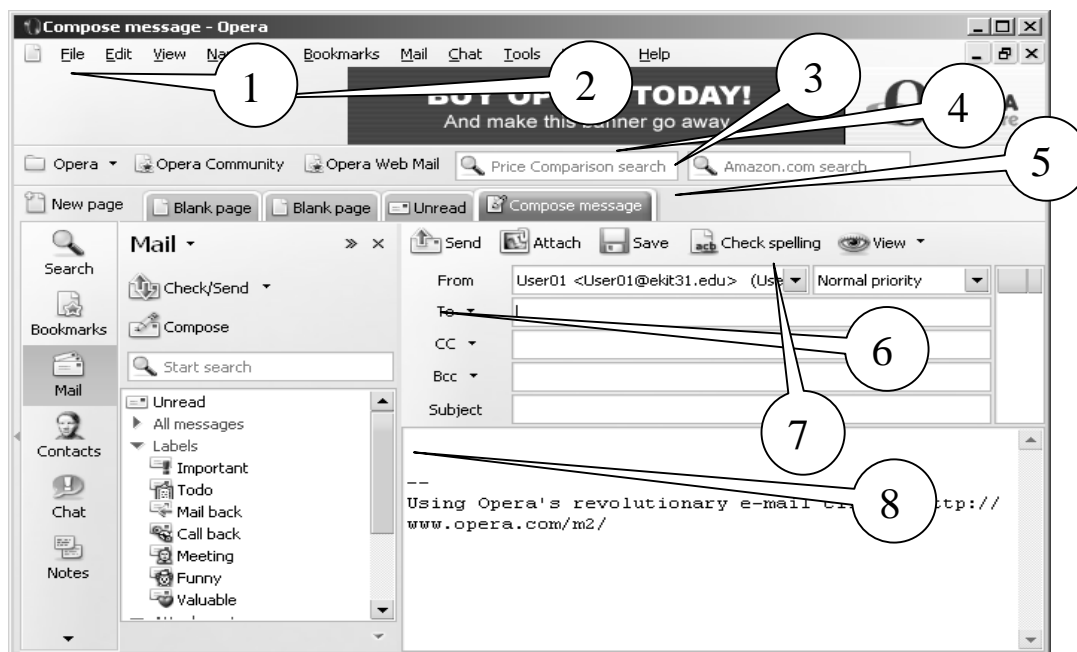 Compose message - Opera
File Edit View Bookmarks Mail Chat Tools Help
1
2
3
4
5
BUY TODAY!
And make this banner go away
Opera Opera Community Opera Web Mail Price Comparison search Amazon.com search
New page Blank page Blank page Unread Compose message
Search
Bookmarks
Mail
Contacts
Chat
Notes
Mail
Check/Send
Compose
Start search
Unread
All messages
Labels
Important
Todo
Mail back
Call back
Meeting
Funny
Valuable
Send Attach Save Check spelling View
From User01 <User01@ekit31.edu> (Use Normal priority
To
CC
Bcc
Subject
6
7
8
--
Using Opera's revolutionary e-mail
www.opera.com/m2/